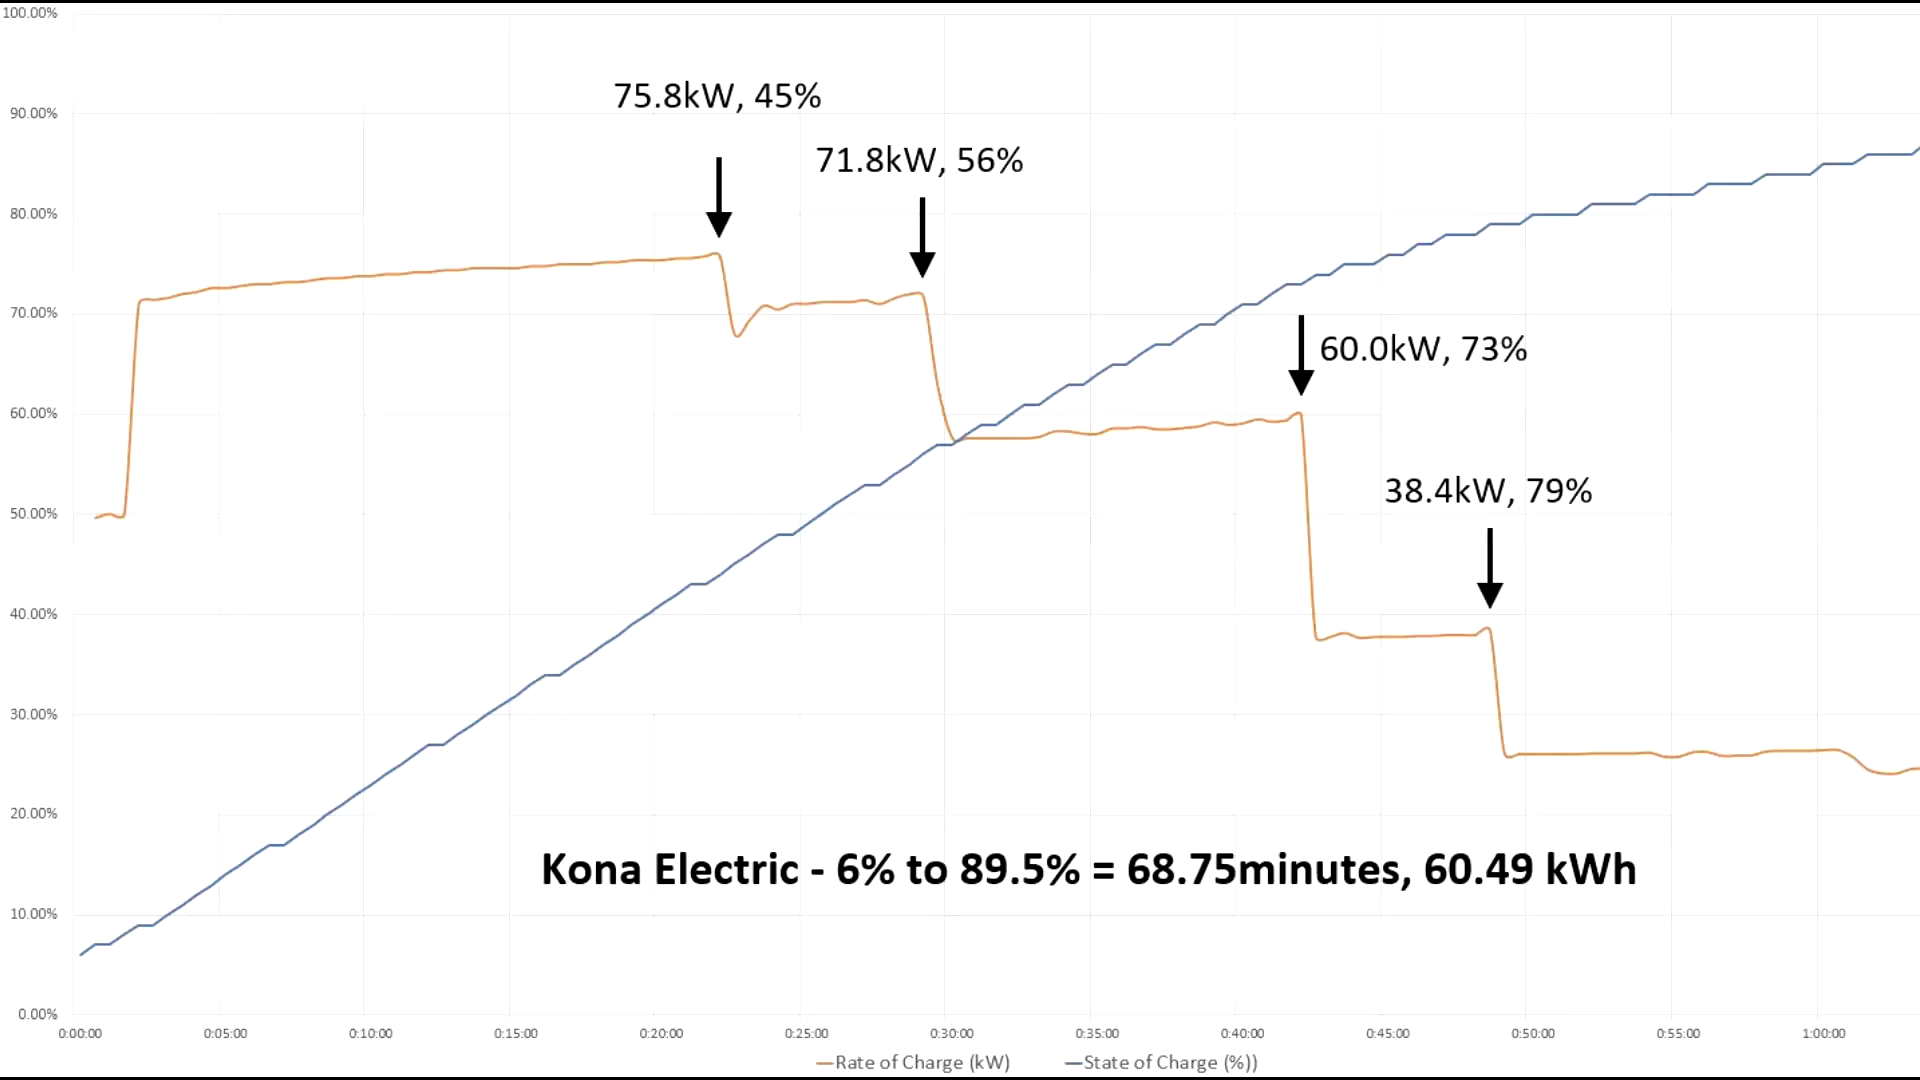 100.00%
90.00%
80.00%
70.00%
60.00%
50.00%
40.00%
30.00%
20.00%
10.00%
0.00%
75.8kW, 45%
71.8kW, 56%
60.0kW, 73%
38.4kW, 79%
Kona Electric - 6% to 89.5% = 68.75minutes, 60.49 kWh
0:00:00 0:05:00 0:10:00 0:15:00 0:20:00 0:25:00 0:30:00 0:35:00 0:40:00 0:45:00 0:50:00 0:55:00 1:00:00
Rate of Charge (kW) State of Charge (%))